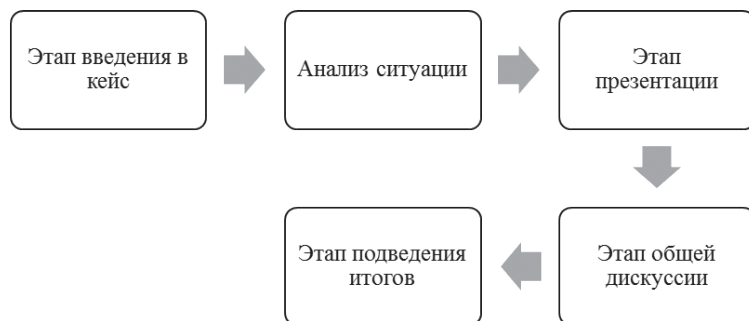 Этап введения в
кейс
Анализ ситуации
Этап
презентации
Этап общей
дискуссии
Этап подведения
итогов